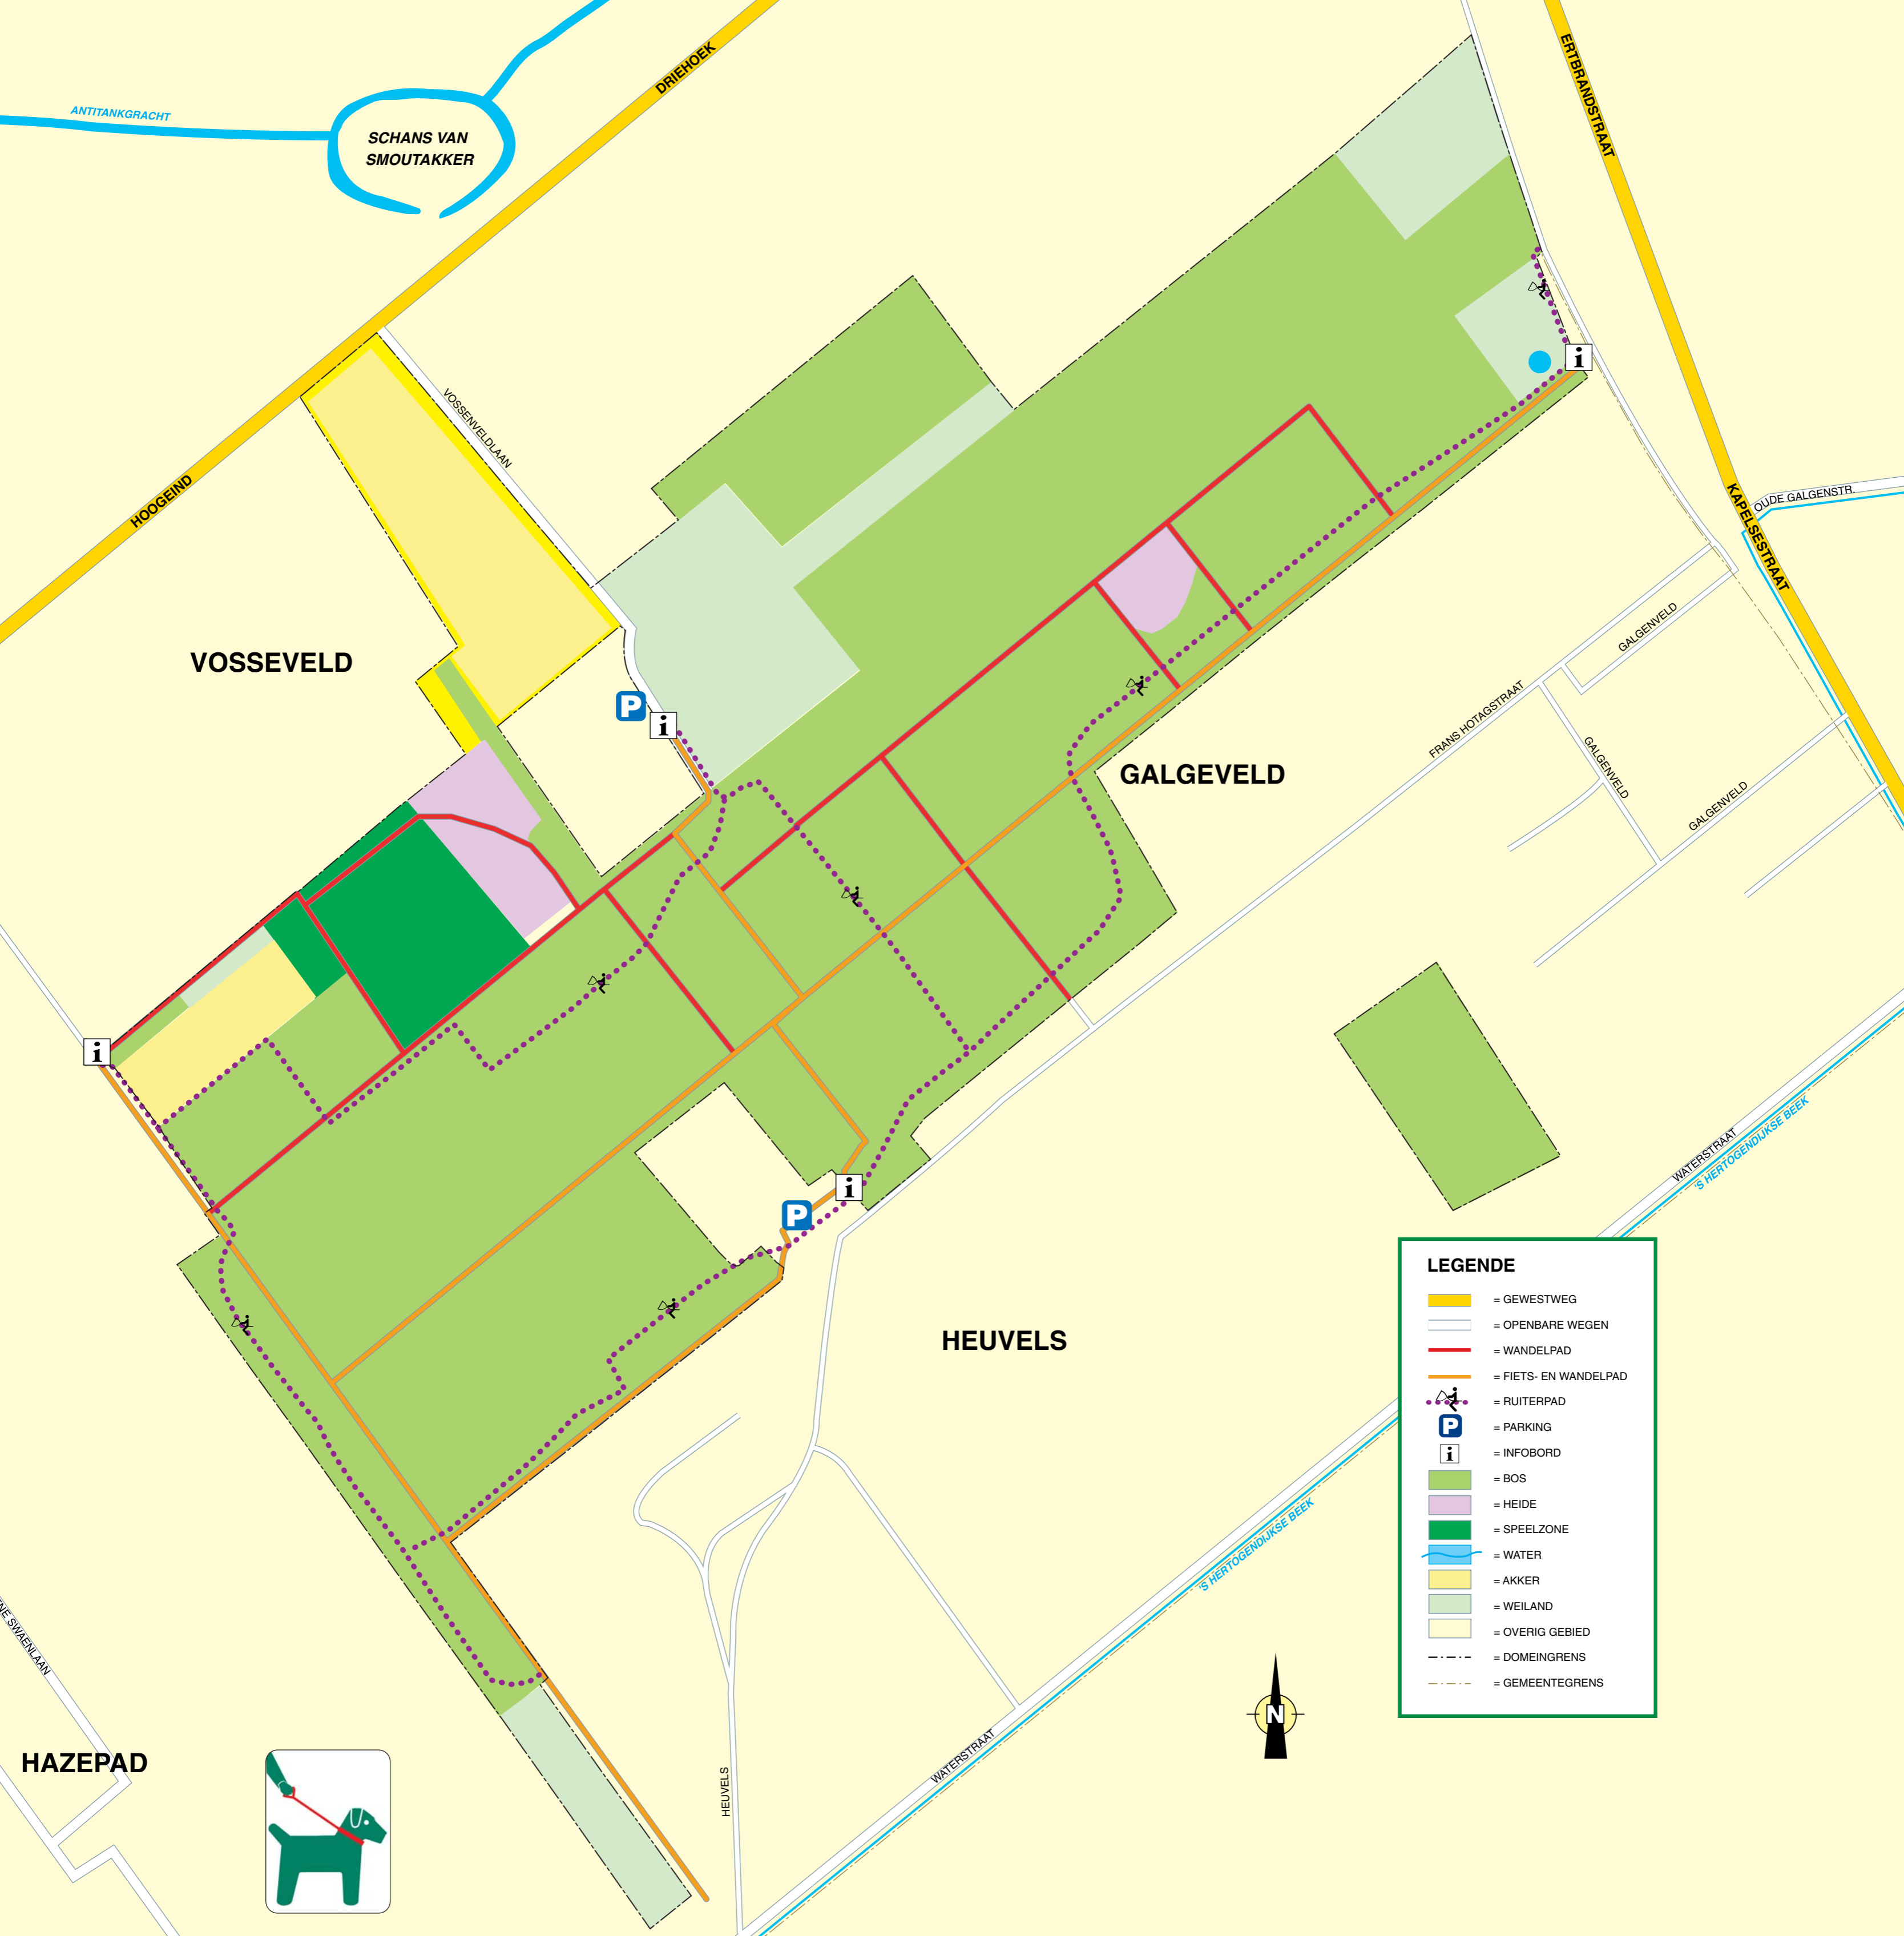 ANTITANKGRACHT
SCHANS VAN
SMOUTAKKER
DRIEHOEK
ERTBRANDSTRAAT
HOOGEIND
VOSSENVELDLAAN
KAPELSESTRAAT
OUDE GALGENSTR.
VOSSEVELD
P
i
i
GALGEVELD
GALGENVELD
FRANS HOTAGSTRAAT
GALGENVELD
GALGENVELD
i
P
i
WATERSTRAAT
'S HERTOGENDIJKSE BEEK
HEUVELS
LEGENDE
= GEWESTWEG
= OPENBARE WEGEN
= WANDELPAD
= FIETS- EN WANDELPAD
= RUITERPAD
P = PARKING
i = INFOBORD
= BOS
= HEIDE
= SPEELZONE
= WATER
= AKKER
= WEILAND
= OVERIG GEBIED
= DOMEINGRENS
= GEMEENTEGRENS
'S HERTOGENDIJKSE BEEK
WATERSTRAAT
N
HEUVELS
SWAENLAAN
HAZEPAD